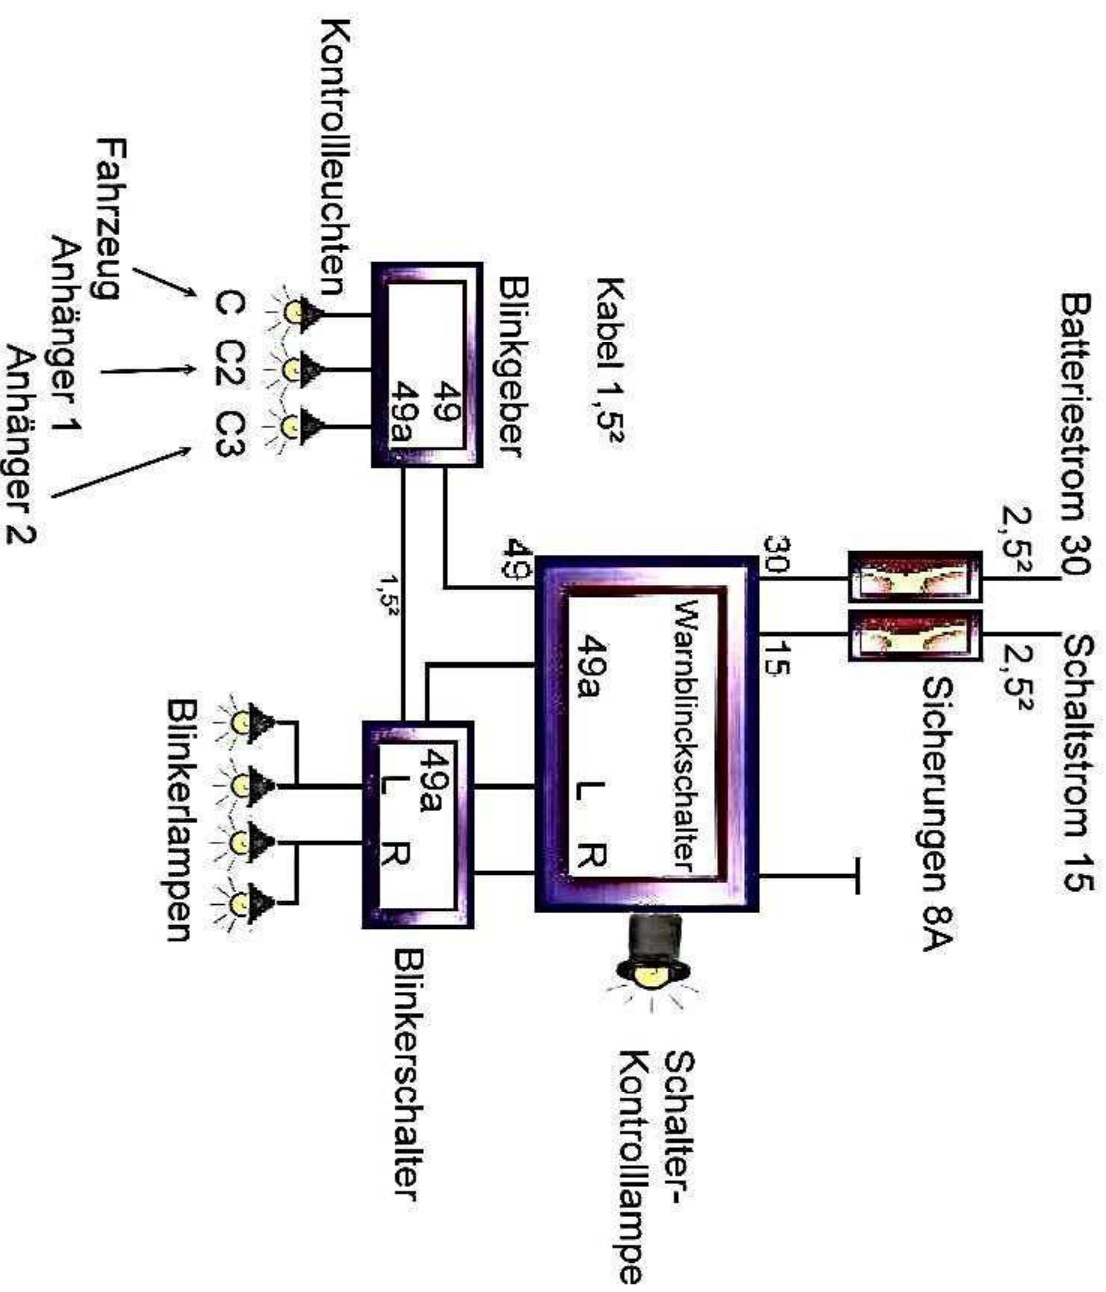 Batteriestrom 30
Schaltstrom 15
2,5²
2,5²
Sicherungen 8A
30
15
Kabel 1,5²
Warnblinckschalter
49
49a
L
R
Schalter-
Kontrolllampe
Blinkgeber
49
49a
Kontrollleuchten
1,5²
49a
L
R
Blinkerschalter
C
C2
C3
Blinkerlampen
Fahrzeug
Anhänger 1
Anhänger 2